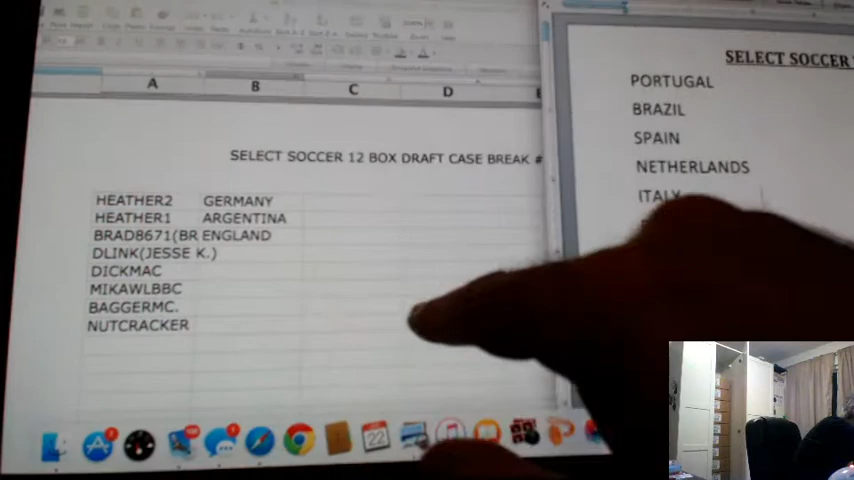 A B C D
SELECT SOCCER 12 BOX DRAFT CASE BREAK #
HEATHER2 GERMANY
HEATHER1 ARGENTINA
BRAD8671(BR ENGLAND
DLINK(JESSE K.)
DICKMAC
MIKAWLBBC
BAGGERMC.
NUTCRACKER
22
SELECT SOCCER
PORTUGAL
BRAZIL
SPAIN
NETHERLANDS
ITALY